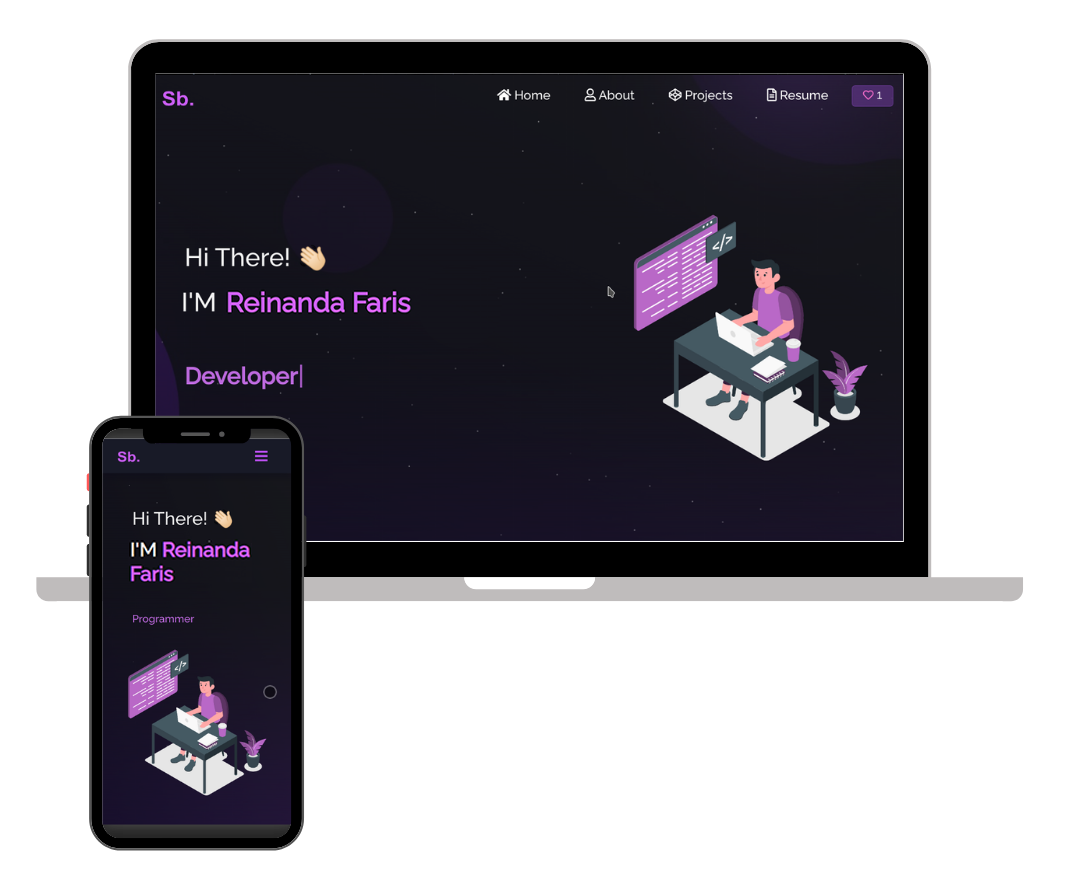 Sb.
Home About Projects Resume 1
Hi There! 👋🏻
I'M Reinanda Faris
Developer|
</>
Sb.
Hi There! 👋🏻
I'M Reinanda
Faris
Programmer
</>